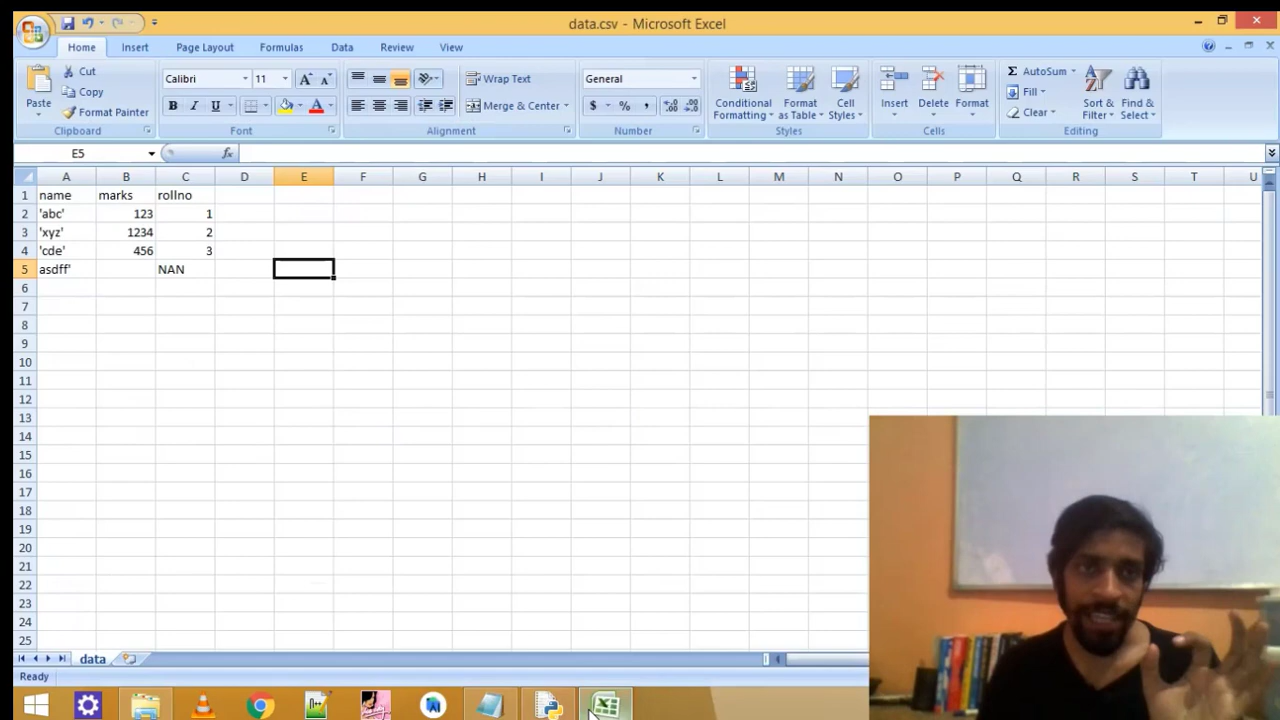 data.csv - Microsoft Excel
Home Insert Page Layout Formulas Data Review View
Paste
Cut
Copy
Format Painter
Clipboard
Calibri 11
B I U
Font
Wrap Text
Merge & Center
Alignment
General
$ % ,
Number
Conditional Formatting
Format as Table
Cell Styles
Styles
Insert Delete Format
Cells
Σ AutoSum
Fill
Clear
Sort & Filter
Find & Select
Editing
E5 fx
A B C D E F G H I J K L M N O P Q R S T U
1 name marks rollno
2 'abc' 123 1
3 'xyz' 1234 2
4 'cde' 456 3
5 asdff' NAN
6
7
8
9
10
11
12
13
14
15
16
17
18
19
20
21
22
23
24
25
data
Ready